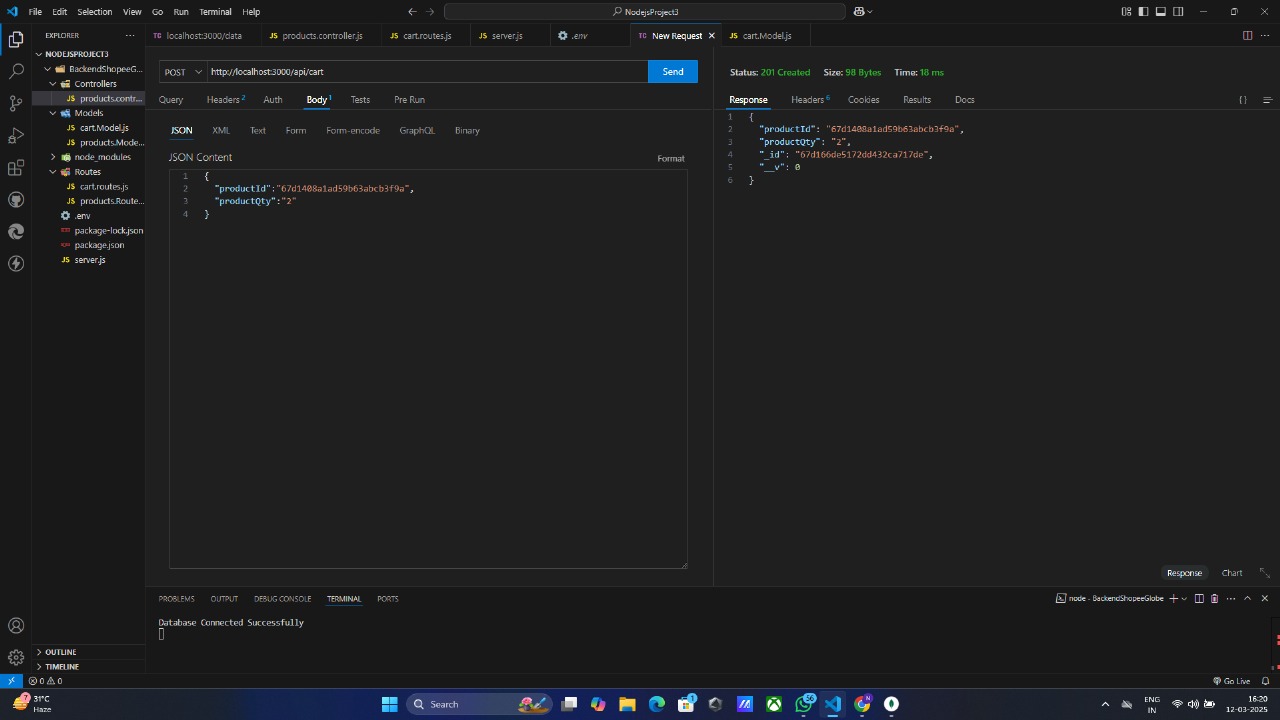 File Edit Selection View Go Run Terminal Help
NodejsProject3
EXPLORER
NODEJSPROJECT3
BackendShopeeG...
Controllers
JS products.contr...
Models
JS cart.Model.js
JS products.Mode...
node_modules
Routes
JS cart.routes.js
JS products.Route...
.env
package-lock.json
package.json
JS server.js
OUTLINE
TIMELINE
TC localhost:3000/data
JS products.controller.js
JS cart.routes.js
JS server.js
.env
TC New Request
JS cart.Model.js
POST
http://localhost:3000/api/cart
Send
Query Headers 2 Auth Body 1 Tests Pre Run
JSON XML Text Form Form-encode GraphQL Binary
JSON Content
Format
1 {
2 "productId":"67d1408a1ad59b63abcb3f9a",
3 "productQty":"2"
4 }
Status: 201 Created Size: 98 Bytes Time: 18 ms
Response Headers 6 Cookies Results Docs
{ }
1 {
2 "productId": "67d1408a1ad59b63abcb3f9a",
3 "productQty": "2",
4 "_id": "67d166de5172dd432ca717de",
5 "__v": 0
6 }
Response Chart
PROBLEMS OUTPUT DEBUG CONSOLE TERMINAL PORTS
node - BackendShopeeGlobe
Database Connected Successfully
0 0
Go Live
7
31°C
Haze
Search
1
56
N
ENG
IN
16:20
12-03-2025